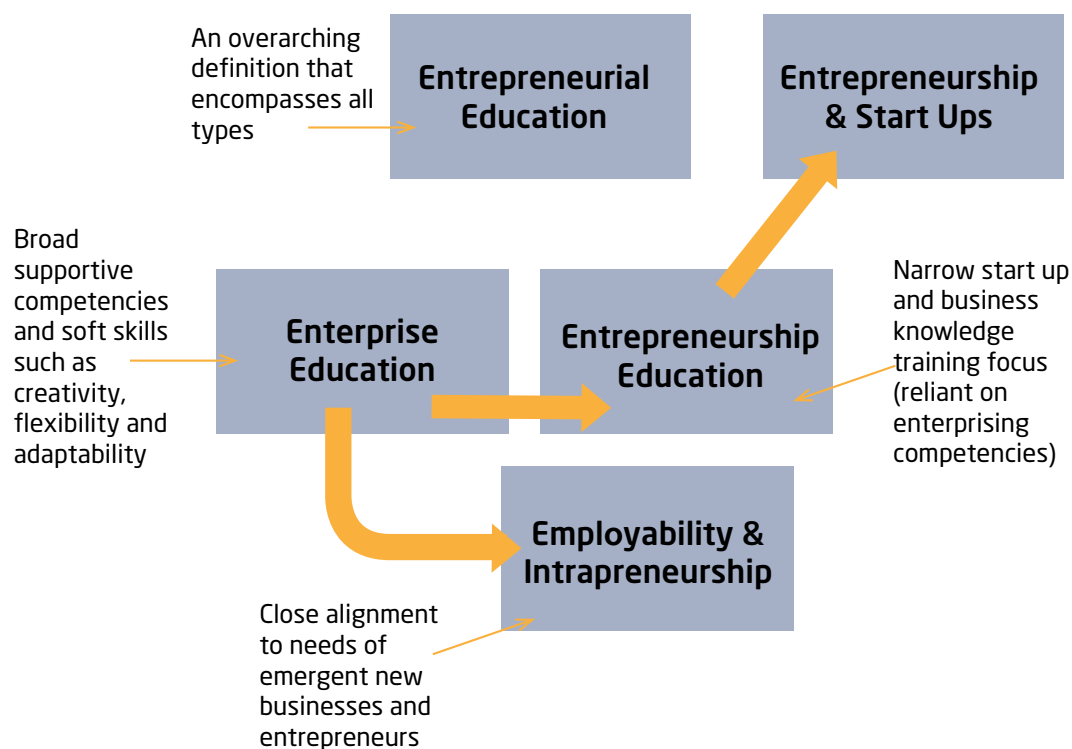 An overarching
definition that
encompasses all
types
Entrepreneurial
Education
Entrepreneurship
& Start Ups
Broad
supportive
competencies
and soft skills
such as
creativity,
flexibility and
adaptability
Enterprise
Education
Entrepreneurship
Education
Narrow start up
and business
knowledge
training focus
(reliant on
enterprising
competencies)
Employability &
Intrapreneurship
Close alignment
to needs of
emergent new
businesses and
entrepreneurs